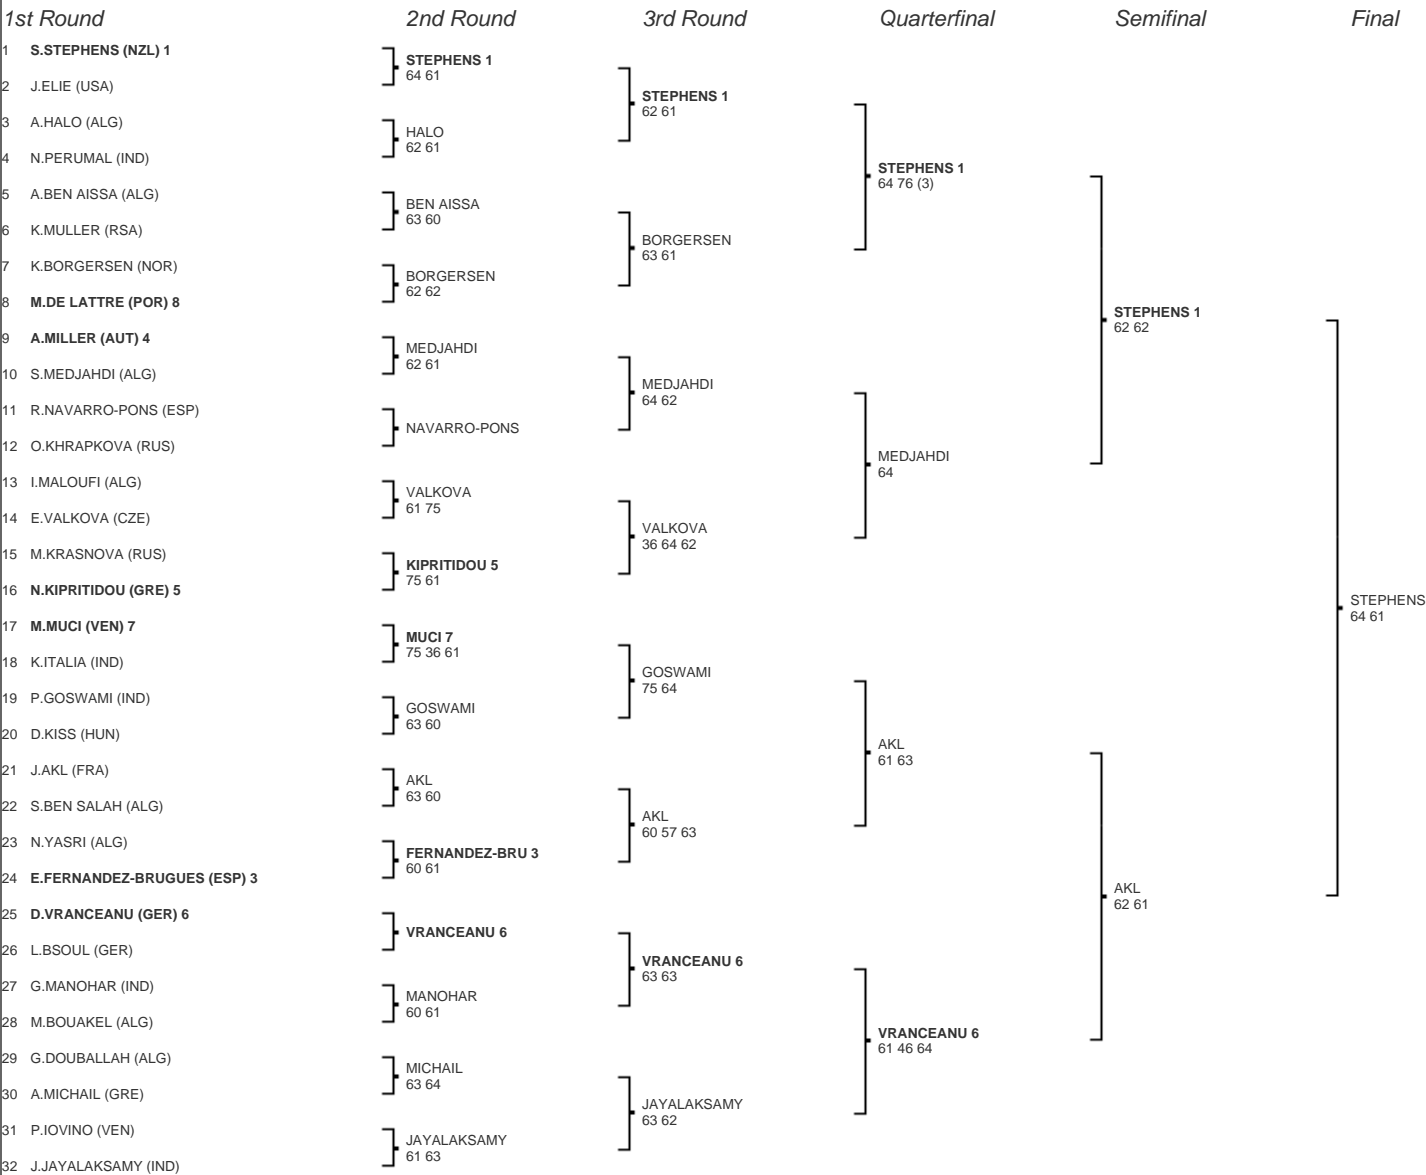 1st Round
2nd Round
3rd Round
Quarterfinal
Semifinal
Final
1 S.STEPHENS (NZL) 1
2 J.ELIE (USA)
3 A.HALO (ALG)
4 N.PERUMAL (IND)
5 A.BEN AISSA (ALG)
6 K.MULLER (RSA)
7 K.BORGERSEN (NOR)
8 M.DE LATTRE (POR) 8
9 A.MILLER (AUT) 4
10 S.MEDJAHDI (ALG)
11 R.NAVARRO-PONS (ESP)
12 O.KHRAPKOVA (RUS)
13 I.MALOUFI (ALG)
14 E.VALKOVA (CZE)
15 M.KRASNOVA (RUS)
16 N.KIPRITIDOU (GRE) 5
17 M.MUCI (VEN) 7
18 K.ITALIA (IND)
19 P.GOSWAMI (IND)
20 D.KISS (HUN)
21 J.AKL (FRA)
22 S.BEN SALAH (ALG)
23 N.YASRI (ALG)
24 E.FERNANDEZ-BRUGUES (ESP) 3
25 D.VRANCEANU (GER) 6
26 L.BSOUL (GER)
27 G.MANOHAR (IND)
28 M.BOUAKEL (ALG)
29 G.DOUBALLAH (ALG)
30 A.MICHAIL (GRE)
31 P.IOVINO (VEN)
32 J.JAYALAKSAMY (IND)
STEPHENS 1
64 61
HALO
62 61
BEN AISSA
63 60
BORGERSEN
62 62
MEDJAHDI
62 61
NAVARRO-PONS
VALKOVA
61 75
KIPRITIDOU 5
75 61
MUCI 7
75 36 61
GOSWAMI
63 60
AKL
63 60
FERNANDEZ-BRU 3
60 61
VRANCEANU 6
MANOHAR
60 61
MICHAIL
63 64
JAYALAKSAMY
61 63
STEPHENS 1
62 61
BORGERSEN
63 61
MEDJAHDI
64 62
VALKOVA
36 64 62
GOSWAMI
75 64
AKL
60 57 63
VRANCEANU 6
63 63
JAYALAKSAMY
63 62
STEPHENS 1
64 76 (3)
MEDJAHDI
64
AKL
61 63
VRANCEANU 6
61 46 64
STEPHENS 1
62 62
AKL
62 61
STEPHENS
64 61